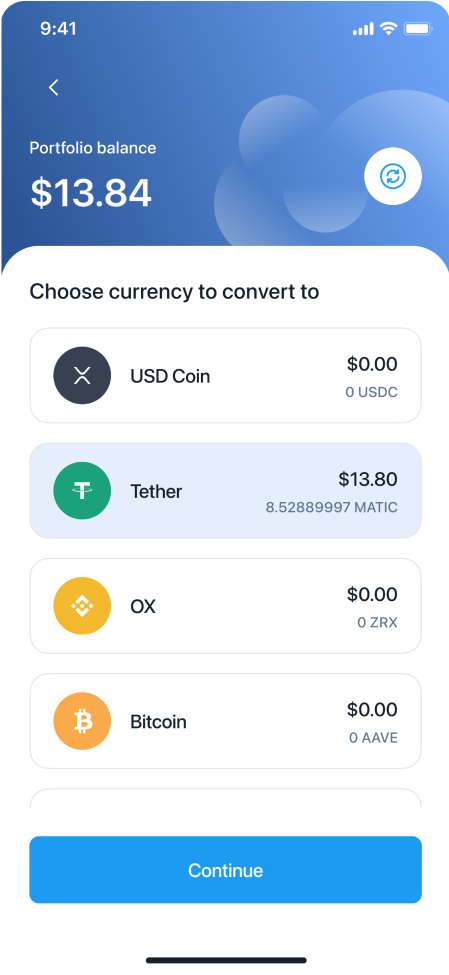 9:41
Portfolio balance
$13.84
Choose currency to convert to
USD Coin
$0.00
0 USDC
Tether
$13.80
8.52889997 MATIC
OX
$0.00
0 ZRX
Bitcoin
$0.00
0 AAVE
Continue